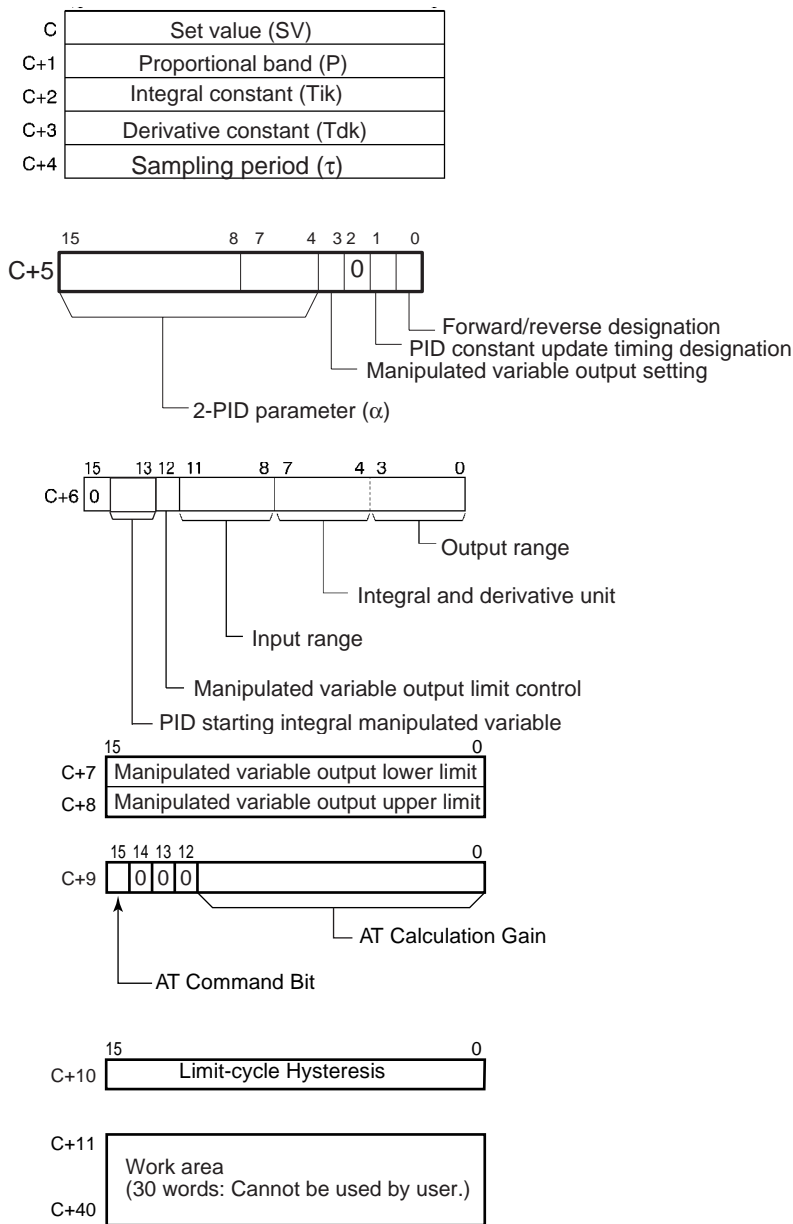 C Set value (SV)
C+1 Proportional band (P)
C+2 Integral constant (Tik)
C+3 Derivative constant (Tdk)
C+4 Sampling period (τ)
15 8 7 4 3 2 1 0
C+5 0
Forward/reverse designation
PID constant update timing designation
Manipulated variable output setting
2-PID parameter (α)
15 13 12 11 8 7 4 3 0
C+6 0
Output range
Integral and derivative unit
Input range
Manipulated variable output limit control
PID starting integral manipulated variable
15 0
C+7 Manipulated variable output lower limit
C+8 Manipulated variable output upper limit
15 14 13 12 0
C+9 0 0 0
AT Calculation Gain
AT Command Bit
15 0
C+10 Limit-cycle Hysteresis
C+11
Work area
(30 words: Cannot be used by user.)
C+40